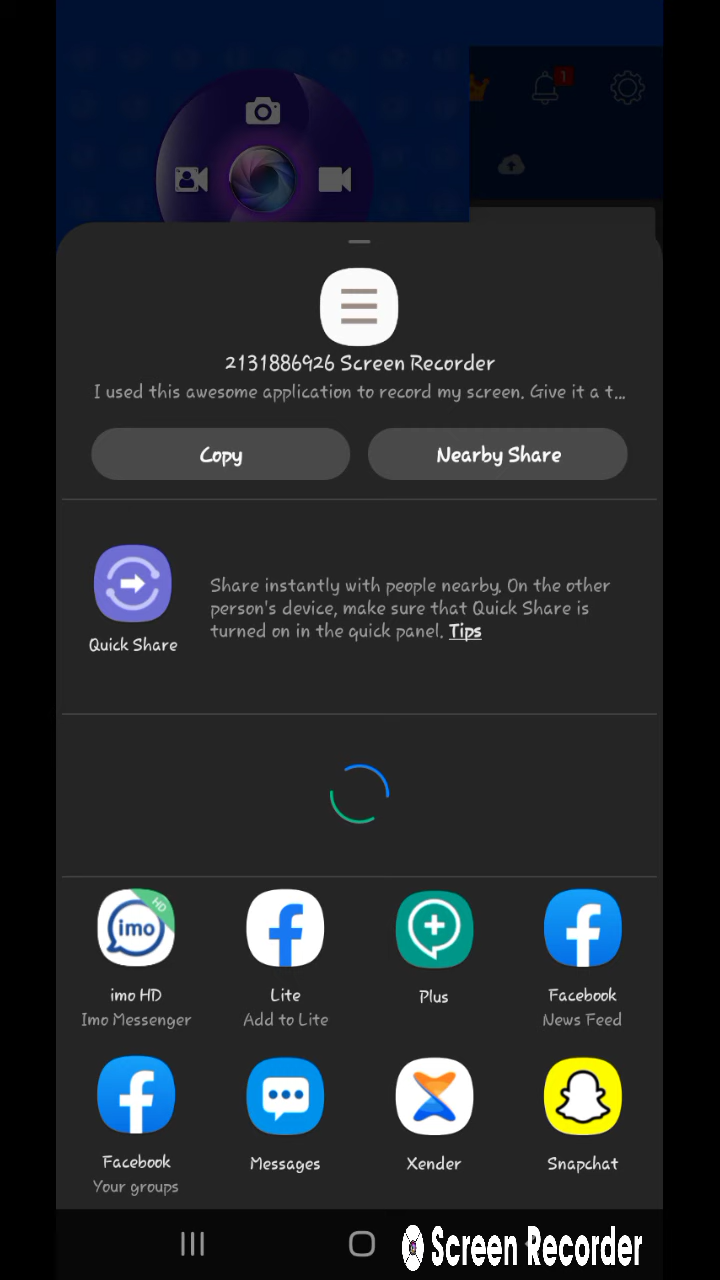 1
2131886926 Screen Recorder
I used this awesome application to record my screen. Give it a t...
Copy
Nearby Share
Share instantly with people nearby. On the other
person's device, make sure that Quick Share is
turned on in the quick panel. Tips
Quick Share
HD
imo
imo HD
Imo Messenger
Lite
Add to Lite
Plus
Facebook
News Feed
Facebook
Your groups
Messages
Xender
Snapchat
Screen Recorder